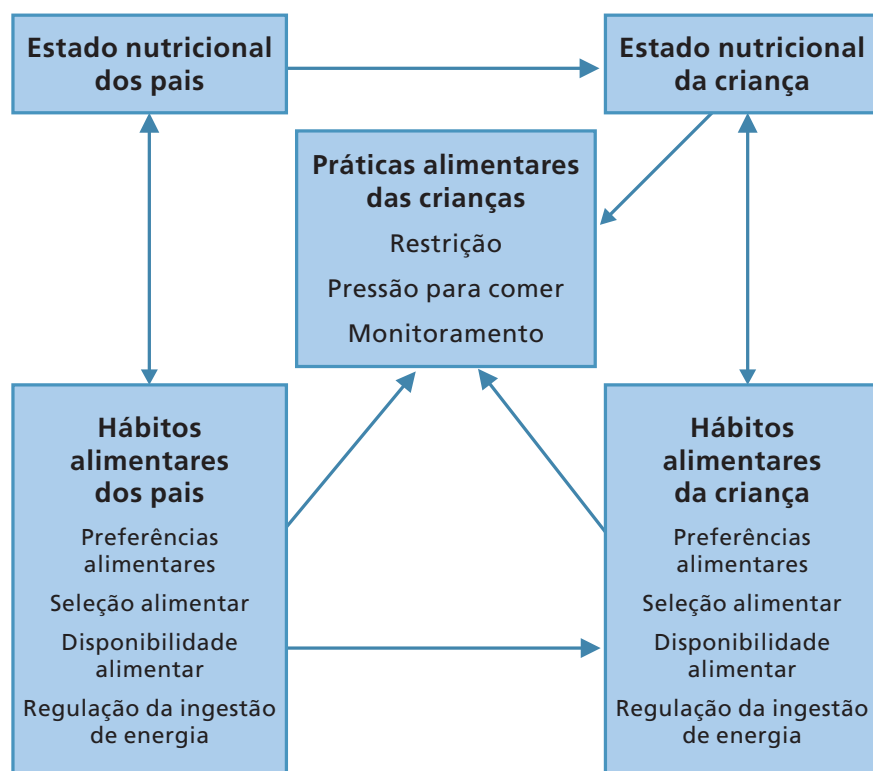 Estado nutricional
dos pais
Estado nutricional
da criança
Práticas alimentares
das crianças
Restrição
Pressão para comer
Monitoramento
Hábitos
alimentares
dos pais
Preferências
alimentares
Seleção alimentar
Disponibilidade
alimentar
Regulação da ingestão
de energia
Hábitos
alimentares
da criança
Preferências
alimentares
Seleção alimentar
Disponibilidade
alimentar
Regulação da ingestão
de energia